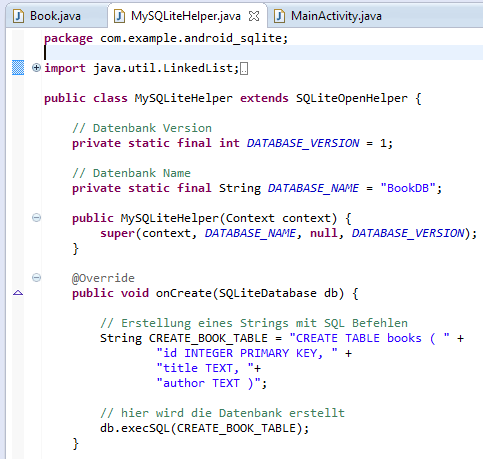 Book.java
MySQLiteHelper.java
MainActivity.java
package com.example.android_sqlite;
import java.util.LinkedList;
public class MySQLiteHelper extends SQLiteOpenHelper {
// Datenbank Version
private static final int DATABASE_VERSION = 1;
// Datenbank Name
private static final String DATABASE_NAME = "BookDB";
public MySQLiteHelper(Context context) {
super(context, DATABASE_NAME, null, DATABASE_VERSION);
}
@Override
public void onCreate(SQLiteDatabase db) {
// Erstellung eines Strings mit SQL Befehlen
String CREATE_BOOK_TABLE = "CREATE TABLE books ( " +
"id INTEGER PRIMARY KEY, " +
"title TEXT, "+
"author TEXT )";
// hier wird die Datenbank erstellt
db.execSQL(CREATE_BOOK_TABLE);
}